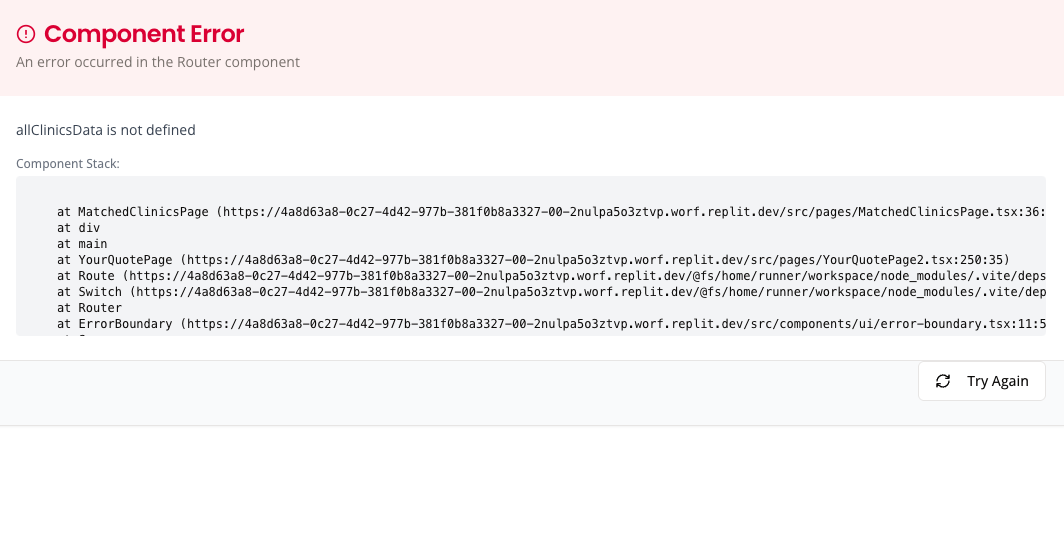 Component Error
An error occurred in the Router component
allClinicsData is not defined
Component Stack:
at MatchedClinicsPage (https://4a8d63a8-0c27-4d42-977b-381f0b8a3327-00-2nulpa5o3ztvp.worf.replit.dev/src/pages/MatchedClinicsPage.tsx:36:
at div
at main
at YourQuotePage (https://4a8d63a8-0c27-4d42-977b-381f0b8a3327-00-2nulpa5o3ztvp.worf.replit.dev/src/pages/YourQuotePage2.tsx:250:35)
at Route (https://4a8d63a8-0c27-4d42-977b-381f0b8a3327-00-2nulpa5o3ztvp.worf.replit.dev/@fs/home/runner/workspace/node_modules/.vite/deps
at Switch (https://4a8d63a8-0c27-4d42-977b-381f0b8a3327-00-2nulpa5o3ztvp.worf.replit.dev/@fs/home/runner/workspace/node_modules/.vite/dep
at Router
at ErrorBoundary (https://4a8d63a8-0c27-4d42-977b-381f0b8a3327-00-2nulpa5o3ztvp.worf.replit.dev/src/components/ui/error-boundary.tsx:11:5
Try Again